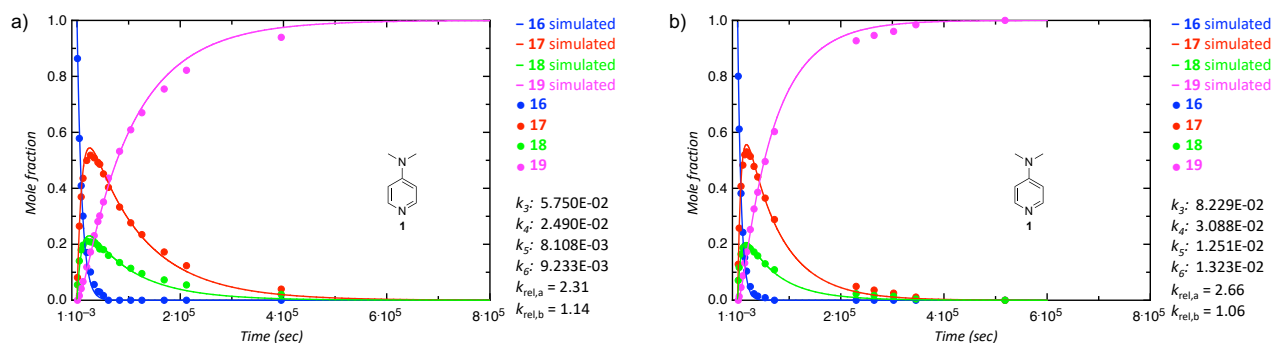 a)
Mole fraction
1.0
0.8
0.6
0.4
0.2
0.0
1·10⁻³
2·10⁵
4·10⁵
6·10⁵
8·10⁵
Time (sec)
N
N
1
– 16 simulated
– 17 simulated
– 18 simulated
– 19 simulated
16
17
18
19
k₃: 5.750E-02
k₄: 2.490E-02
k₅: 8.108E-03
k₆: 9.233E-03
k_rel,a = 2.31
k_rel,b = 1.14
b)
Mole fraction
1.0
0.8
0.6
0.4
0.2
0.0
1·10⁻³
2·10⁵
4·10⁵
6·10⁵
8·10⁵
Time (sec)
N
N
1
– 16 simulated
– 17 simulated
– 18 simulated
– 19 simulated
16
17
18
19
k₃: 8.229E-02
k₄: 3.088E-02
k₅: 1.251E-02
k₆: 1.323E-02
k_rel,a = 2.66
k_rel,b = 1.06